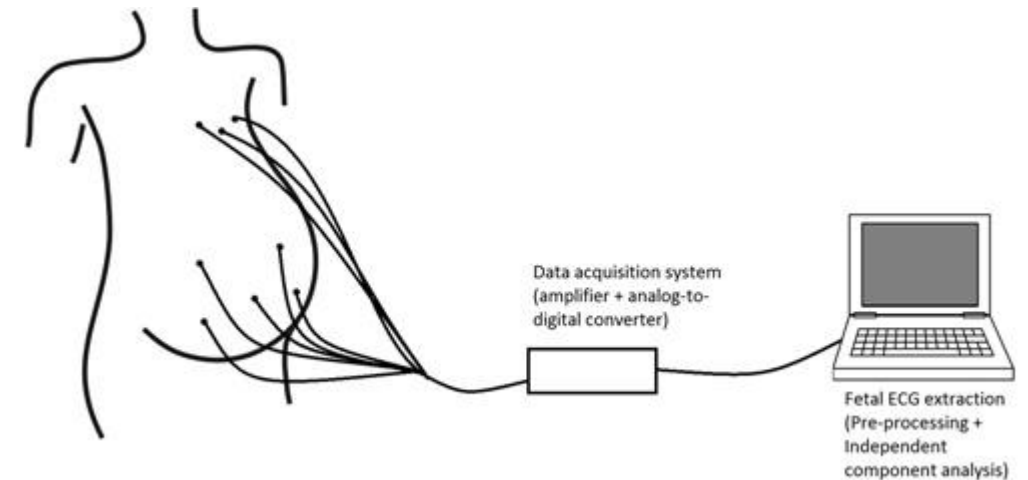 Data acquisition system
(amplifier + analog-to-
digital converter)
Fetal ECG extraction
(Pre-processing +
Independent
component analysis)